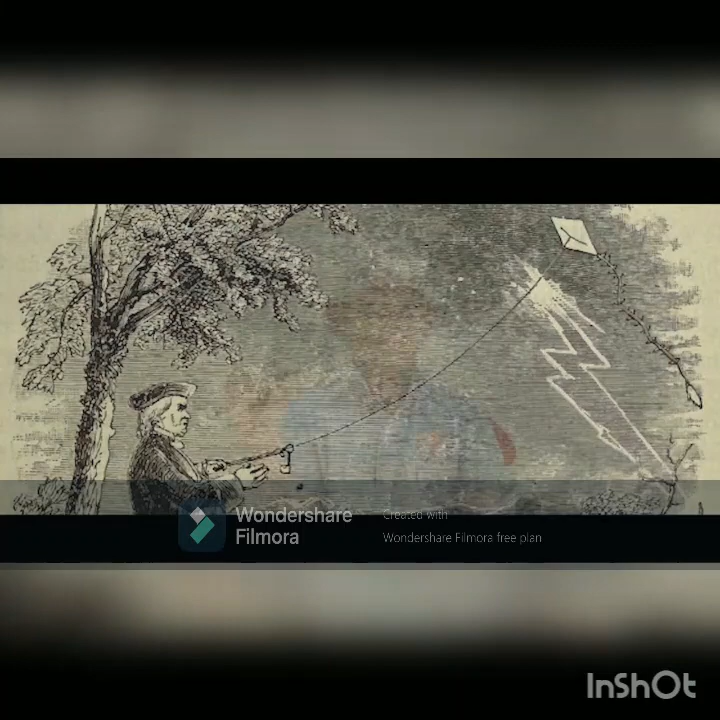 Wondershare
Filmora
Created with
Wondershare Filmora free plan
InShOt